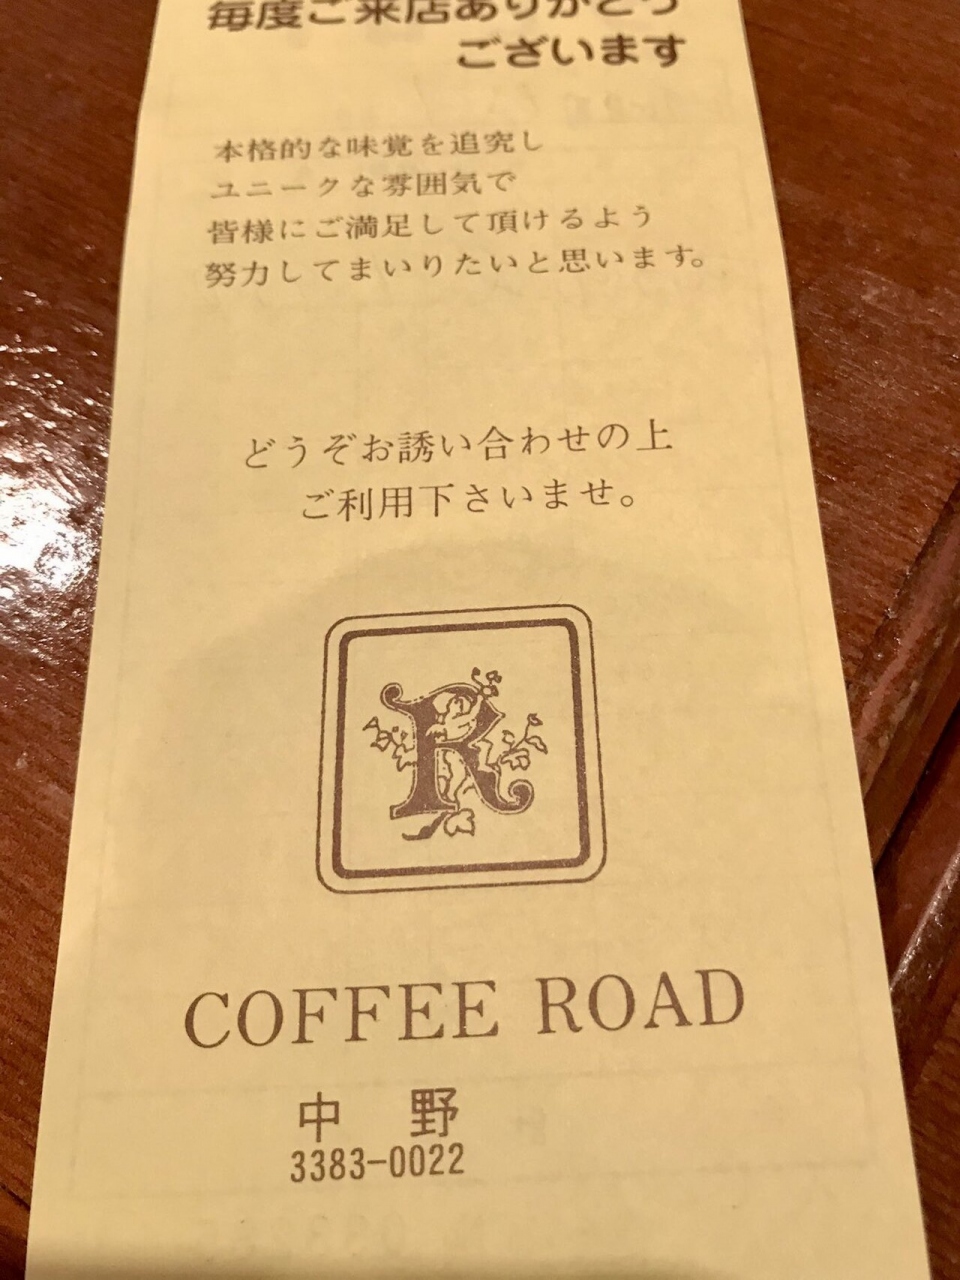 毎度ご来店ありがとう
ございます
本格的な味覚を追究し
ユニークな雰囲気で
皆様にご満足して頂けるよう
努力してまいりたいと思います。
どうぞお誘い合わせの上
ご利用下さいませ。
R
COFFEE ROAD
中 野
3383-0022